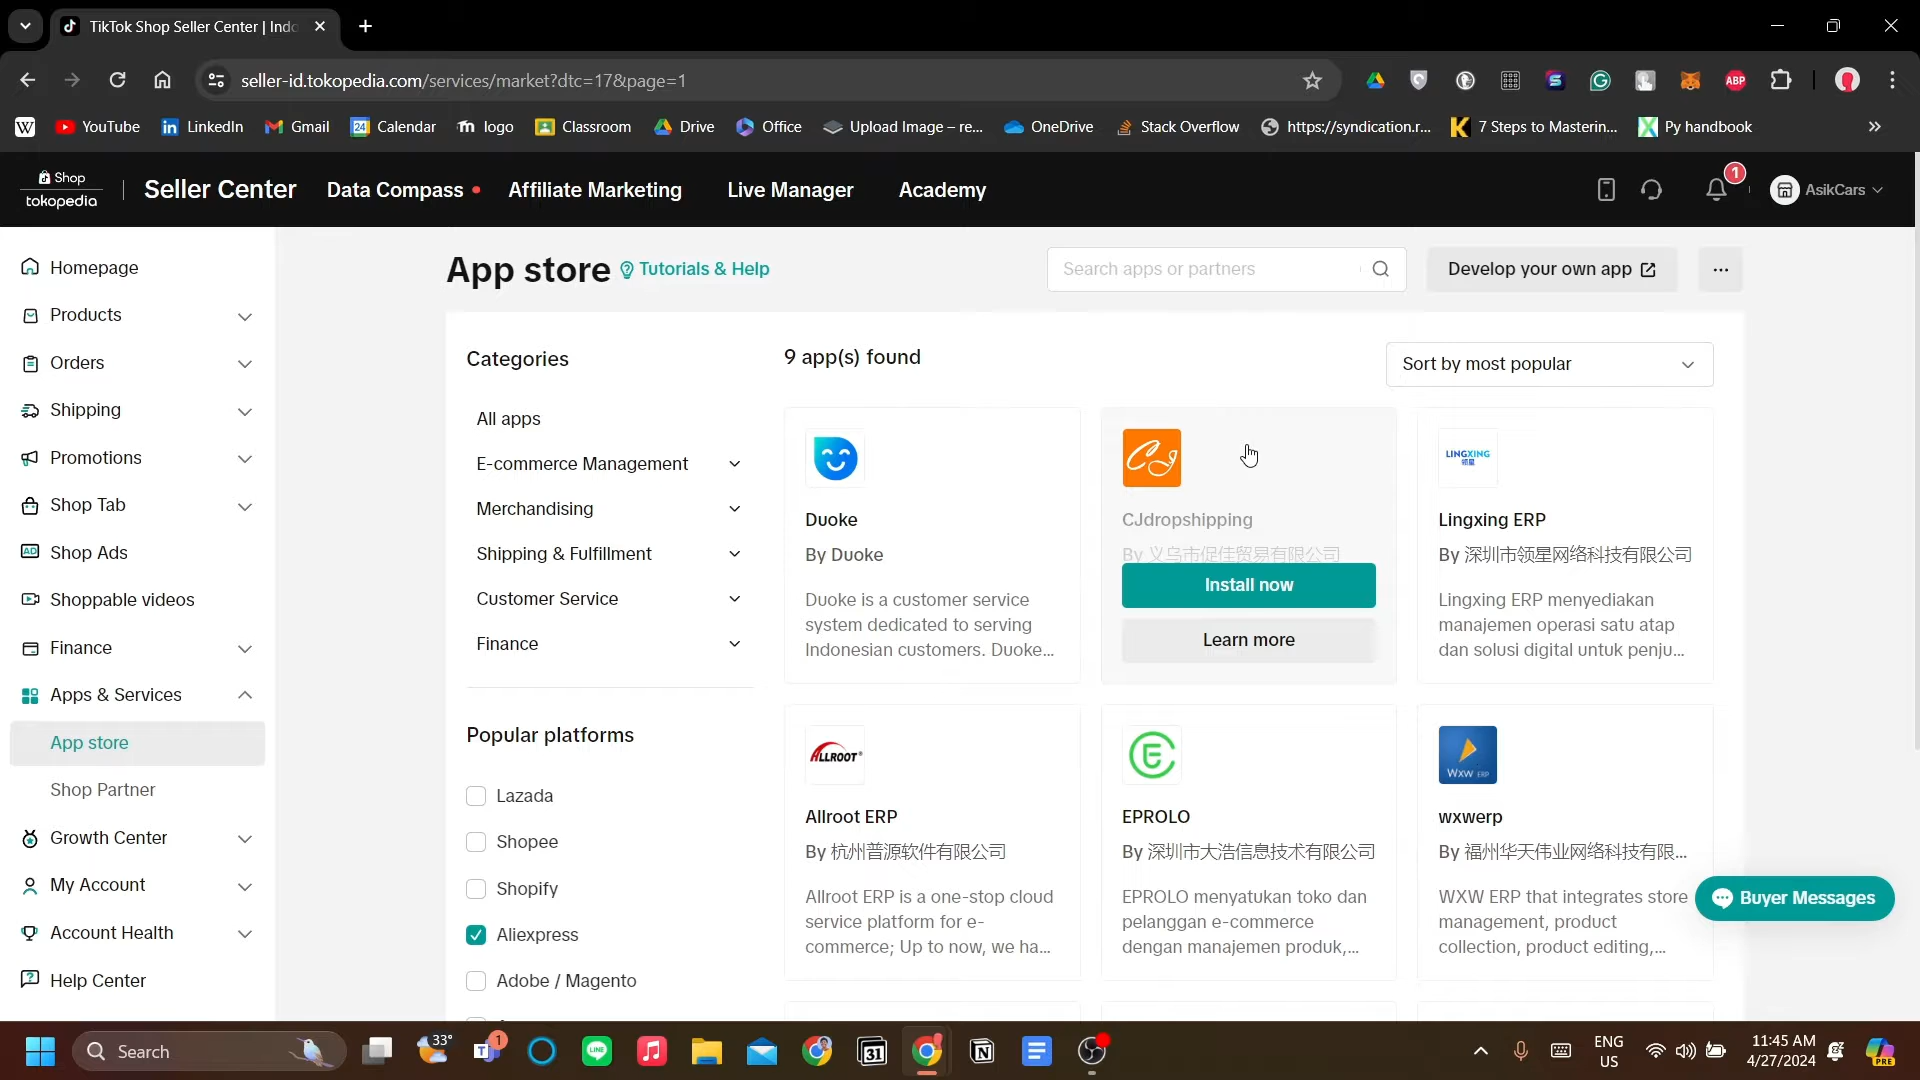 TikTok Shop Seller Center | Indo
seller-id.tokopedia.com/services/market?dtc=17&page=1
ABP
W YouTube LinkedIn Gmail Calendar logo Classroom Drive Office Upload Image – re... OneDrive Stack Overflow https://syndication.r... 7 Steps to Masterin... Py handbook
Shop
tokopedia
Seller Center Data Compass Affiliate Marketing Live Manager Academy
1
AsikCars
Homepage
Products
Orders
Shipping
Promotions
Shop Tab
AD Shop Ads
Shoppable videos
Finance
Apps & Services
App store
Shop Partner
Growth Center
My Account
Account Health
Help Center
App store Tutorials & Help
Search apps or partners
Develop your own app
...
Categories
All apps
E-commerce Management
Merchandising
Shipping & Fulfillment
Customer Service
Finance
Popular platforms
Lazada
Shopee
Shopify
Aliexpress
Adobe / Magento
9 app(s) found
Sort by most popular
Duoke
By Duoke
Duoke is a customer service
system dedicated to serving
Indonesian customers. Duoke...
CJ
CJdropshipping
By 义乌市促佳贸易有限公司
Install now
Learn more
LINGXING
领星
Lingxing ERP
By 深圳市领星网络科技有限公司
Lingxing ERP menyediakan
manajemen operasi satu atap
dan solusi digital untuk penju...
ALLROOT
Allroot ERP
By 杭州普源软件有限公司
Allroot ERP is a one-stop cloud
service platform for e-
commerce; Up to now, we ha...
EPROLO
By 深圳市大浩信息技术有限公司
EPROLO menyatukan toko dan
pelanggan e-commerce
dengan manajemen produk,...
Wxw ERP
wxwerp
By 福州华天伟业网络科技有限...
WXW ERP that integrates store
management, product
collection, product editing,...
Buyer Messages
Search
33°
1
LINE
31
ENG
US
11:45 AM
4/27/2024
PRE